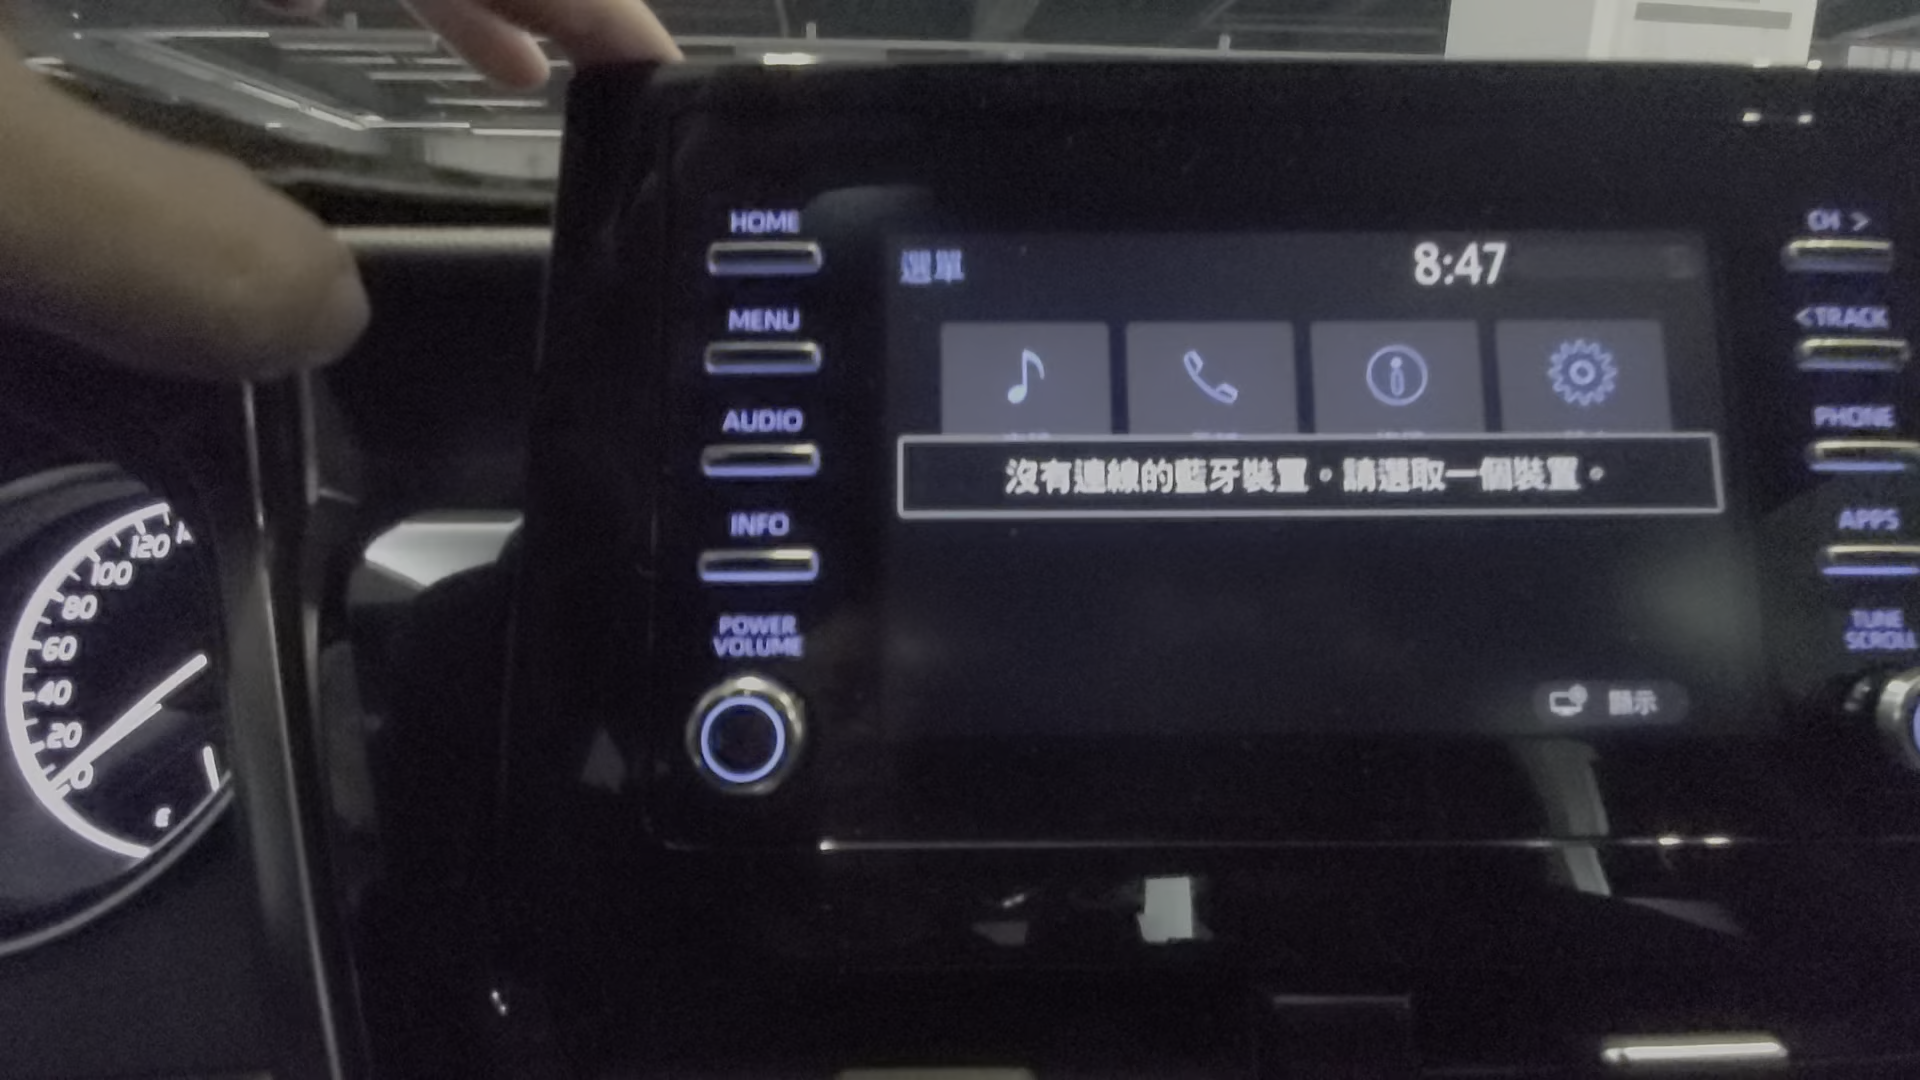 HOME
MENU
AUDIO
INFO
POWER
VOLUME
選單
8:47
沒有連線的藍牙裝置。請選取一個裝置。
顯示
CH >
<TRACK
PHONE
APPS
TUNE
SCROLL
120
100
80
60
40
20
0
E